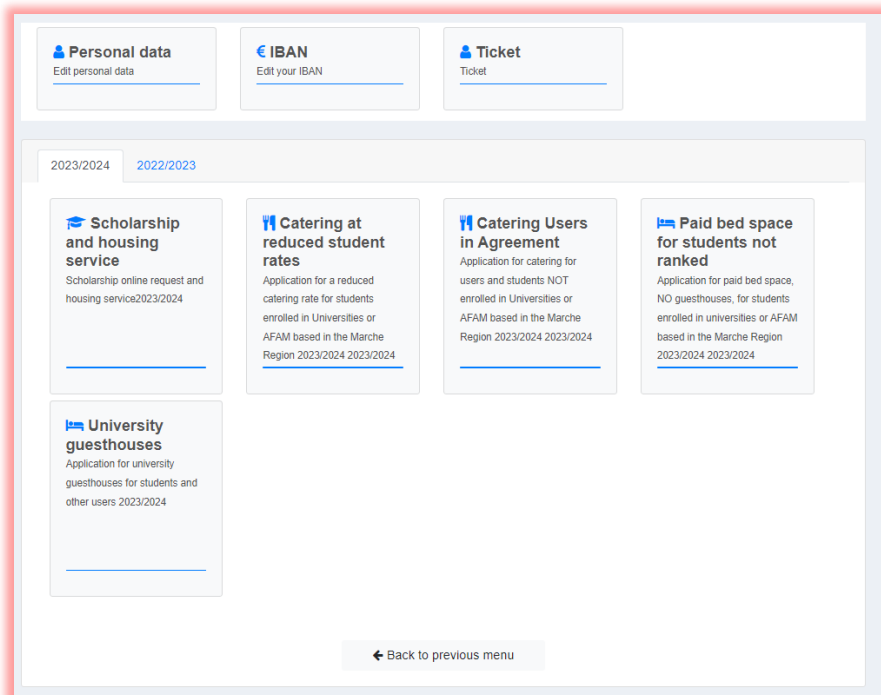 Personal data
Edit personal data
€ IBAN
Edit your IBAN
Ticket
Ticket
2023/2024
2022/2023
Scholarship
and housing
service
Scholarship online request and
housing service2023/2024
Catering at
reduced student
rates
Application for a reduced
catering rate for students
enrolled in Universities or
AFAM based in the Marche
Region 2023/2024 2023/2024
Catering Users
in Agreement
Application for catering for
users and students NOT
enrolled in Universities or
AFAM based in the Marche
Region 2023/2024 2023/2024
Paid bed space
for students not
ranked
Application for paid bed space,
NO guesthouses, for students
enrolled in universities or AFAM
based in the Marche Region
2023/2024 2023/2024
University
guesthouses
Application for university
guesthouses for students and
other users 2023/2024
Back to previous menu